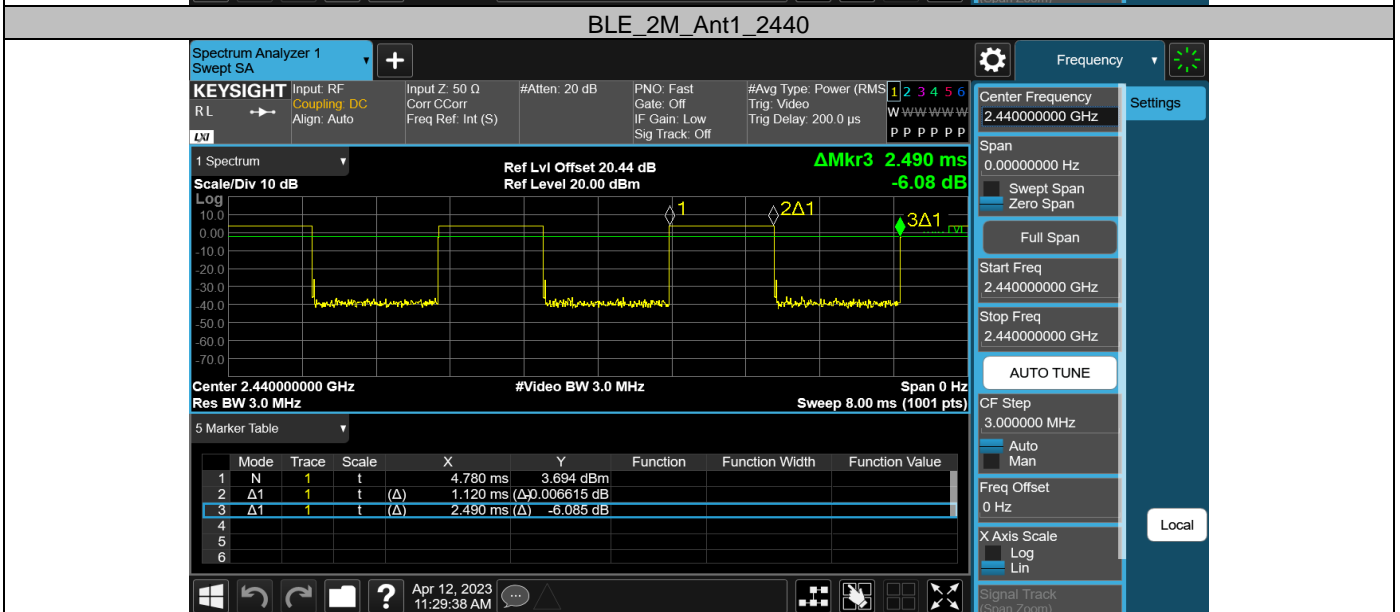 (Span Zoom)
BLE_2M_Ant1_2440
Spectrum Analyzer 1
Swept SA
Frequency
KEYSIGHT
R L
LXI
Input: RF
Coupling: DC
Align: Auto
Input Z: 50 Ω
Corr CCorr
Freq Ref: Int (S)
#Atten: 20 dB
PNO: Fast
Gate: Off
IF Gain: Low
Sig Track: Off
#Avg Type: Power (RMS
Trig: Video
Trig Delay: 200.0 µs
1 2 3 4 5 6
W W W W W W
P P P P P P
1 Spectrum
Scale/Div 10 dB
Ref Lvl Offset 20.44 dB
Ref Level 20.00 dBm
ΔMkr3 2.490 ms
-6.08 dB
Log
10.0
0.00
-10.0
-20.0
-30.0
-40.0
-50.0
-60.0
-70.0
1
2Δ1
3Δ1
Center 2.440000000 GHz
Res BW 3.0 MHz
#Video BW 3.0 MHz
Span 0 Hz
Sweep 8.00 ms (1001 pts)
5 Marker Table
Mode Trace Scale X Y Function Function Width Function Value
1 N 1 t 4.780 ms 3.694 dBm
2 Δ1 1 t (Δ) 1.120 ms (Δ) -0.006615 dB
3 Δ1 1 t (Δ) 2.490 ms (Δ) -6.085 dB
4
5
6
Apr 12, 2023
11:29:38 AM
Center Frequency
2.440000000 GHz
Settings
Span
0.00000000 Hz
Swept Span
Zero Span
Full Span
Start Freq
2.440000000 GHz
Stop Freq
2.440000000 GHz
AUTO TUNE
CF Step
3.000000 MHz
Auto
Man
Freq Offset
0 Hz
X Axis Scale
Log
Lin
Local
Signal Track
(Span Zoom)